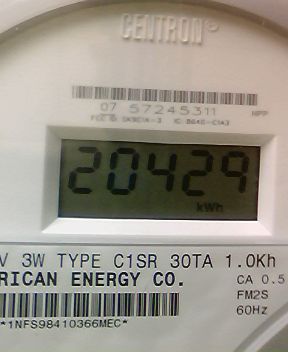 CENTRON®
07 57245311 HPP
20429
kWh
V 3W TYPE C1SR 30TA 1.0Kh
RICAN ENERGY CO. CA 0.5
FM2S
60Hz
*1NFS98410366MEC*